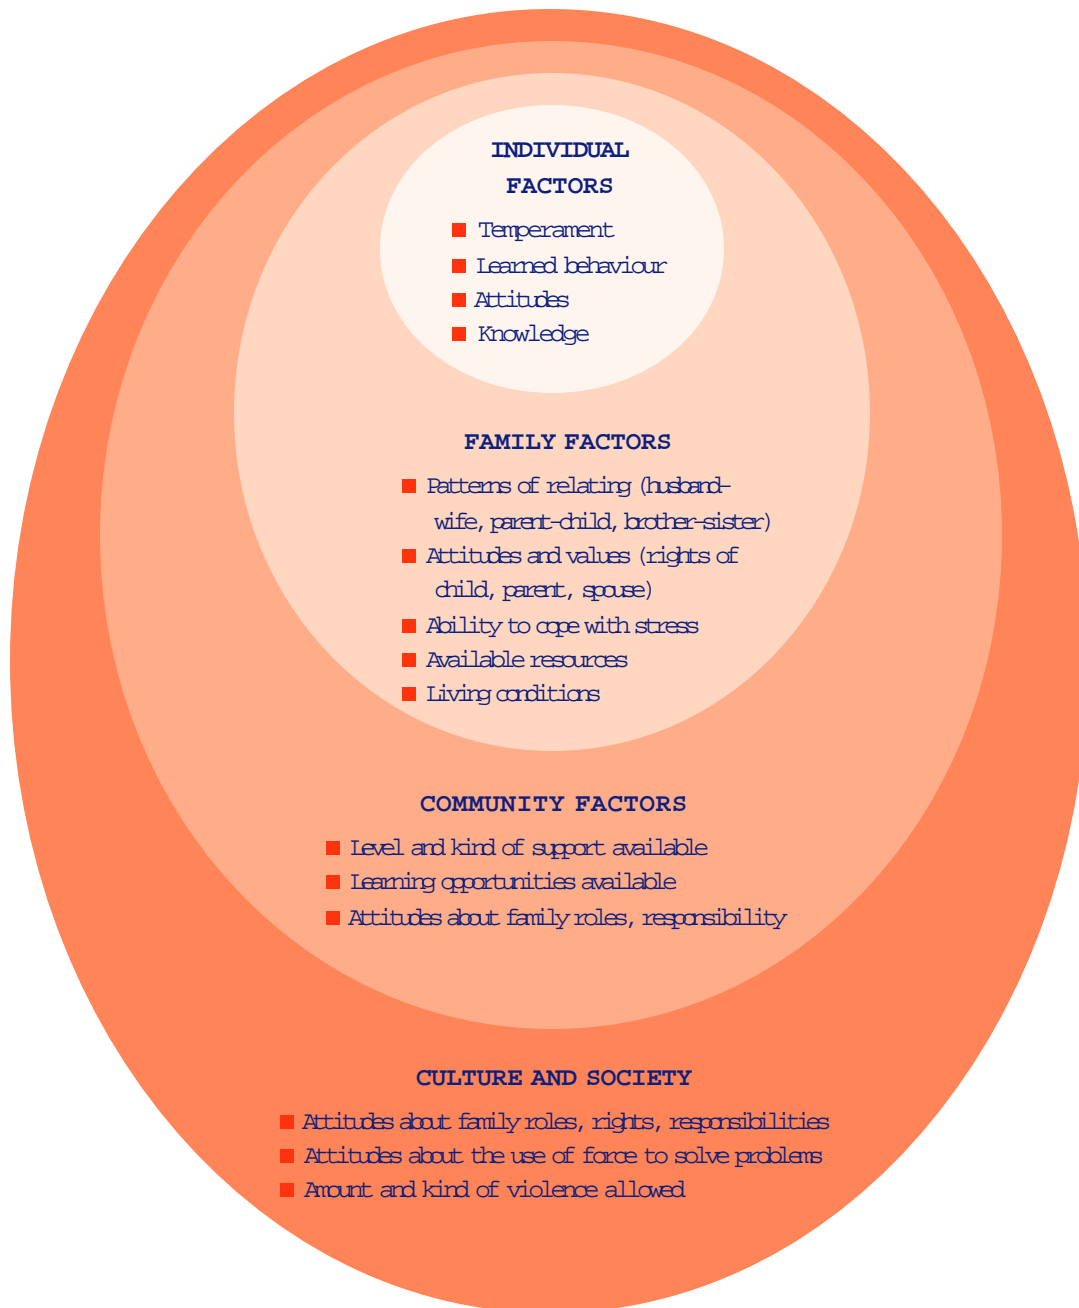 INDIVIDUAL
FACTORS
■ Temperament
■ Learned behaviour
■ Attitudes
■ Knowledge
FAMILY FACTORS
■ Patterns of relating (husband-
wife, parent-child, brother-sister)
■ Attitudes and values (rights of
child, parent, spouse)
■ Ability to cope with stress
■ Available resources
■ Living conditions
COMMUNITY FACTORS
■ Level and kind of support available
■ Learning opportunities available
■ Attitudes about family roles, responsibility
CULTURE AND SOCIETY
■ Attitudes about family roles, rights, responsibilities
■ Attitudes about the use of force to solve problems
■ Amount and kind of violence allowed